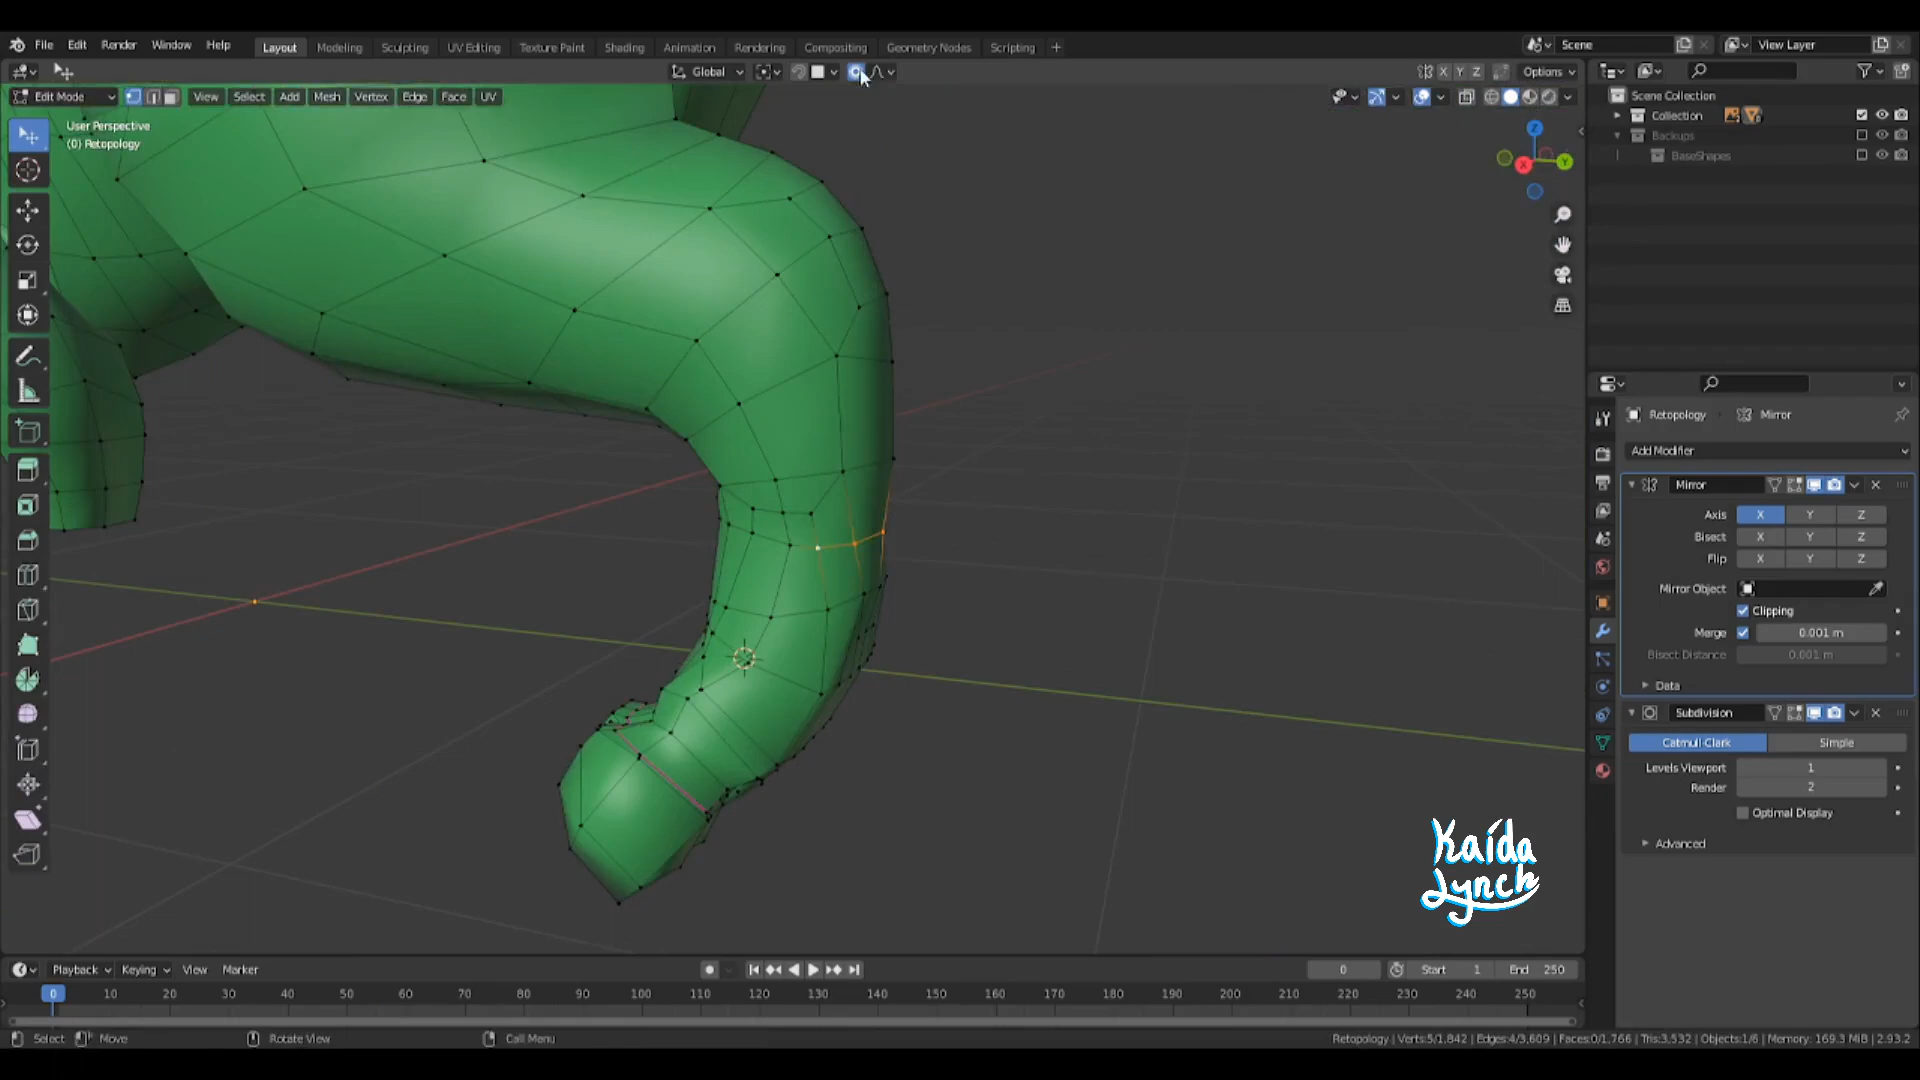 File Edit Render Window Help Layout Modeling Sculpting UV Editing Texture Paint Shading Animation Rendering Compositing Geometry Nodes Scripting + Scene View Layer
Global X Y Z Options
Edit Mode View Select Add Mesh Vertex Edge Face UV
User Perspective
(0) Retopology
Z
X
Y
Scene Collection
Collection
Backups
BaseShapes
Retopology Mirror
Add Modifier
Mirror
Axis X Y Z
Bisect X Y Z
Flip X Y Z
Mirror Object
Clipping
Merge 0.001 m
Bisect Distance 0.001 m
Data
Subdivision
Catmull-Clark Simple
Levels Viewport 1
Render 2
Optimal Display
Advanced
Kaida
Lynch
Playback Keying View Marker 0 Start 1 End 250
0 10 20 30 40 50 60 70 80 90 100 110 120 130 140 150 160 170 180 190 200 210 220 230 240 250
Select Move Rotate View Call Menu Retopology | Verts:5/1,842 | Edges:4/3,609 | Faces:0/1,766 | Tris:3,532 | Objects:1/6 | Memory: 169.3 MiB | 2.93.2